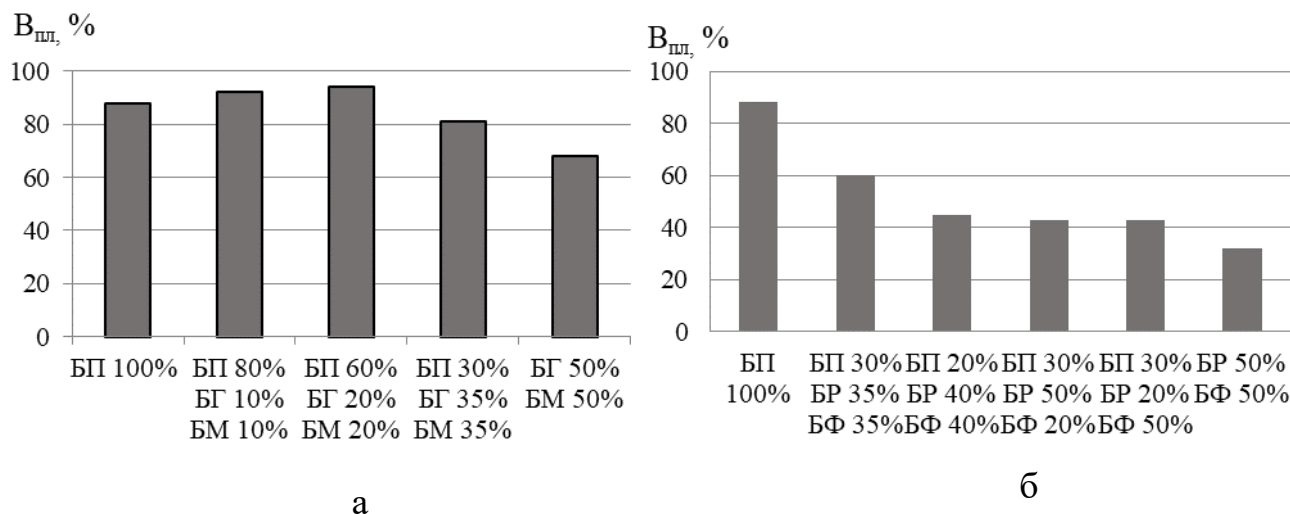 Впл, %
100
80
60
40
20
0
БП 100%
БП 80%
БГ 10%
БМ 10%
БП 60%
БГ 20%
БМ 20%
БП 30%
БГ 35%
БМ 35%
БГ 50%
БМ 50%
а
Впл, %
100
80
60
40
20
0
БП
100%
БП 30%
БР 35%
БФ 35%
БП 20%
БР 40%
БФ 40%
БП 30%
БР 50%
БФ 20%
БП 30%
БР 20%
БФ 50%
БР 50%
БФ 50%
б